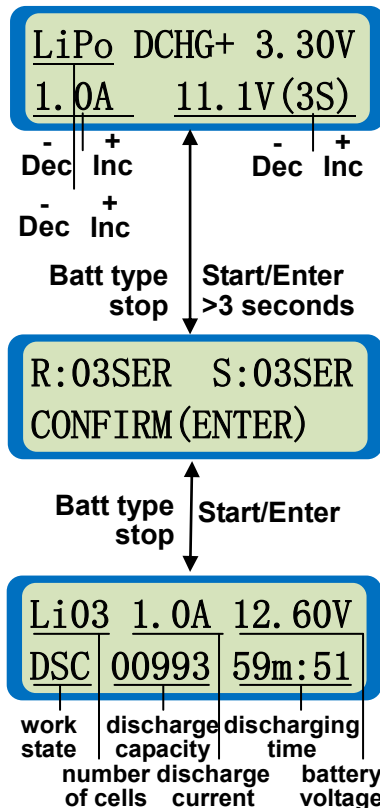 LiPo DCHG+ 3.30V
1.0A 11.1V(3S)
- + - +
Dec Inc Dec Inc
- +
Dec Inc
Batt type Start/Enter
stop >3 seconds
R:03SER S:03SER
CONFIRM(ENTER)
Batt type Start/Enter
stop
Li03 1.0A 12.60V
DSC 00993 59m:51
work discharge discharging
state capacity time
number discharge battery
of cells current voltage